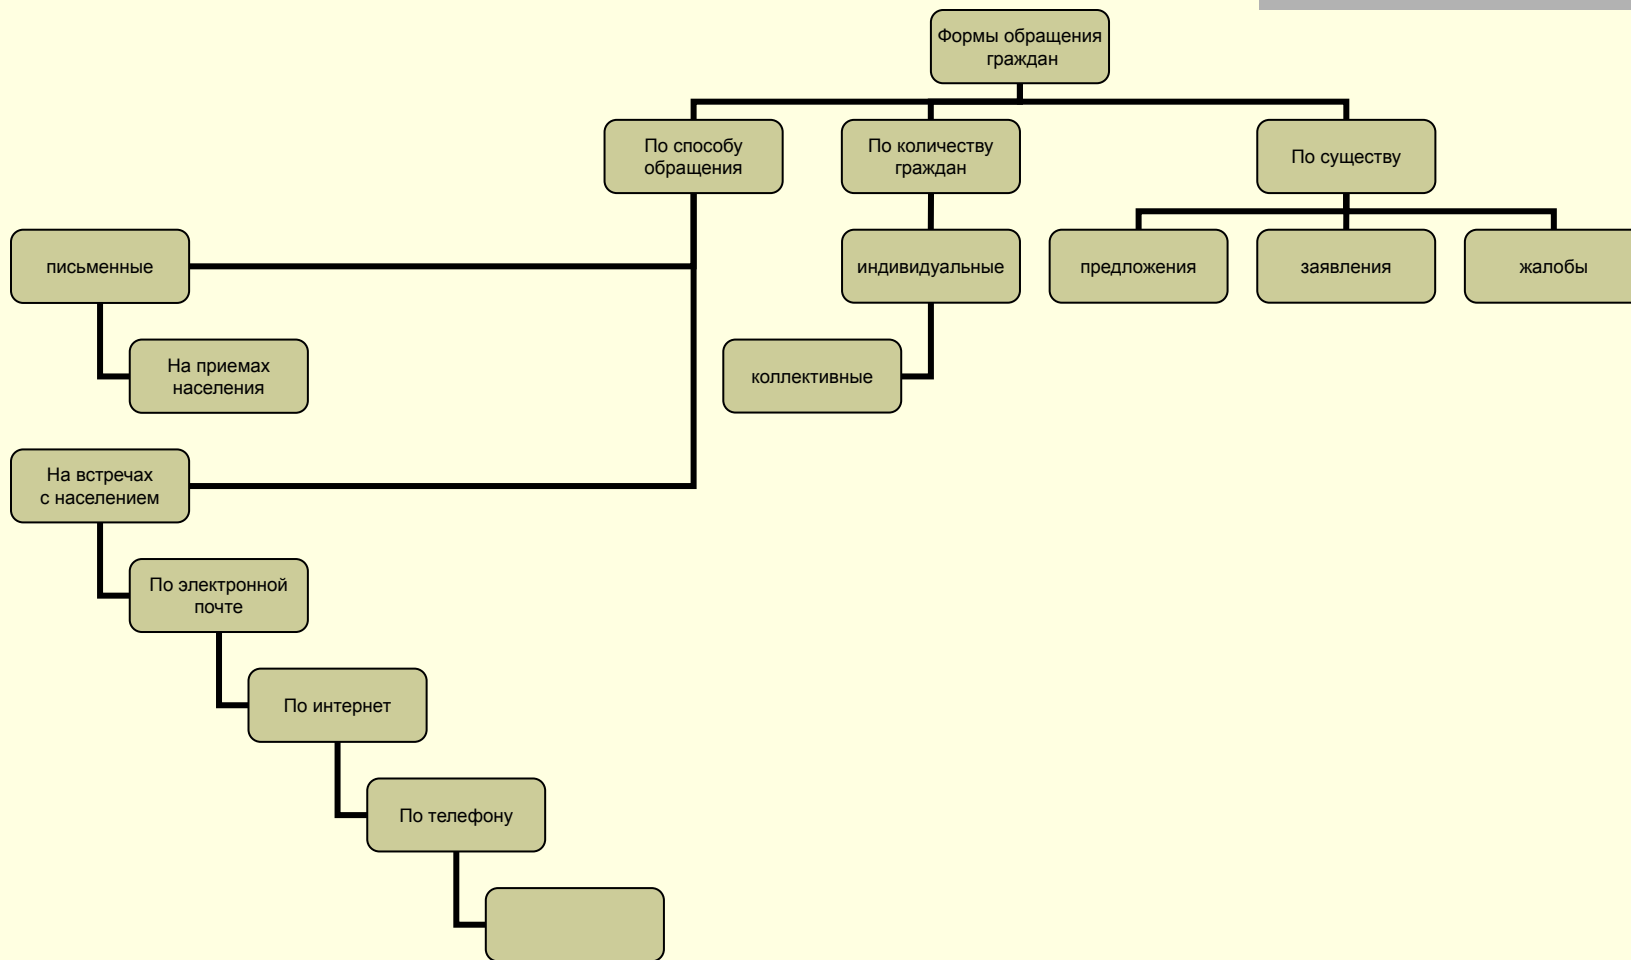 Формы обращения
граждан
По способу
обращения
По количеству
граждан
По существу
письменные
индивидуальные
предложения
заявления
жалобы
На приемах
населения
коллективные
На встречах
с населением
По электронной
почте
По интернет
По телефону